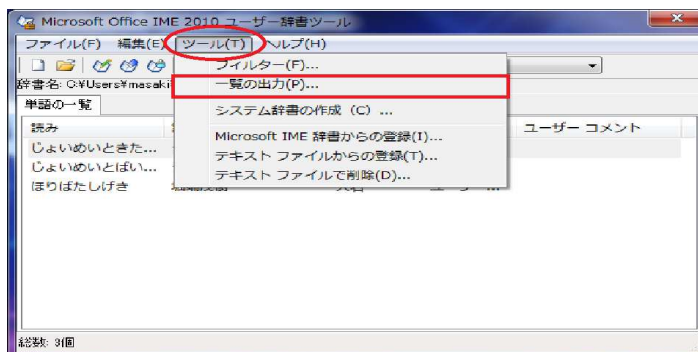 Microsoft Office IME 2010 ユーザー辞書ツール
ファイル(F) 編集(E) ツール(T) ヘルプ(H)
フィルター(F)...
辞書名: C:¥Users¥masaki
一覧の出力(P)...
単語の一覧
システム辞書の作成 (C) ...
読み
ユーザー コメント
Microsoft IME 辞書からの登録(I)...
じょいめいときた...
テキスト ファイルからの登録(T)...
じょいめいとばい...
テキスト ファイルで削除(D)...
ほりばたしげき
総数: 3個